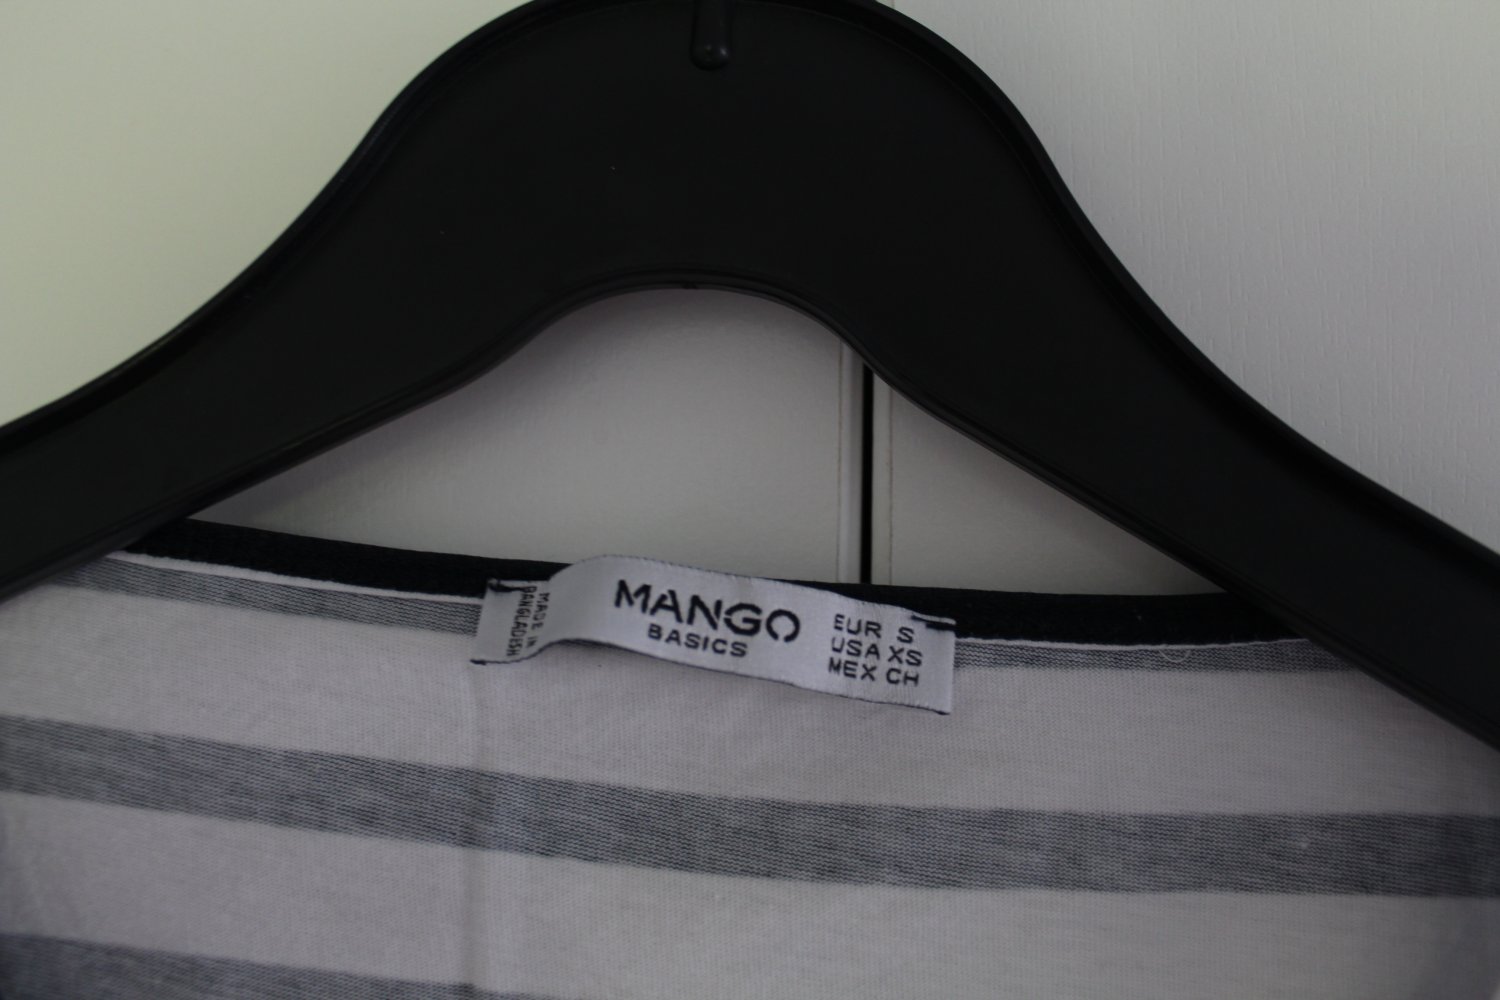 MADE IN
BANGLADESH
MANGO
BASICS
EUR S
USA XS
MEX CH